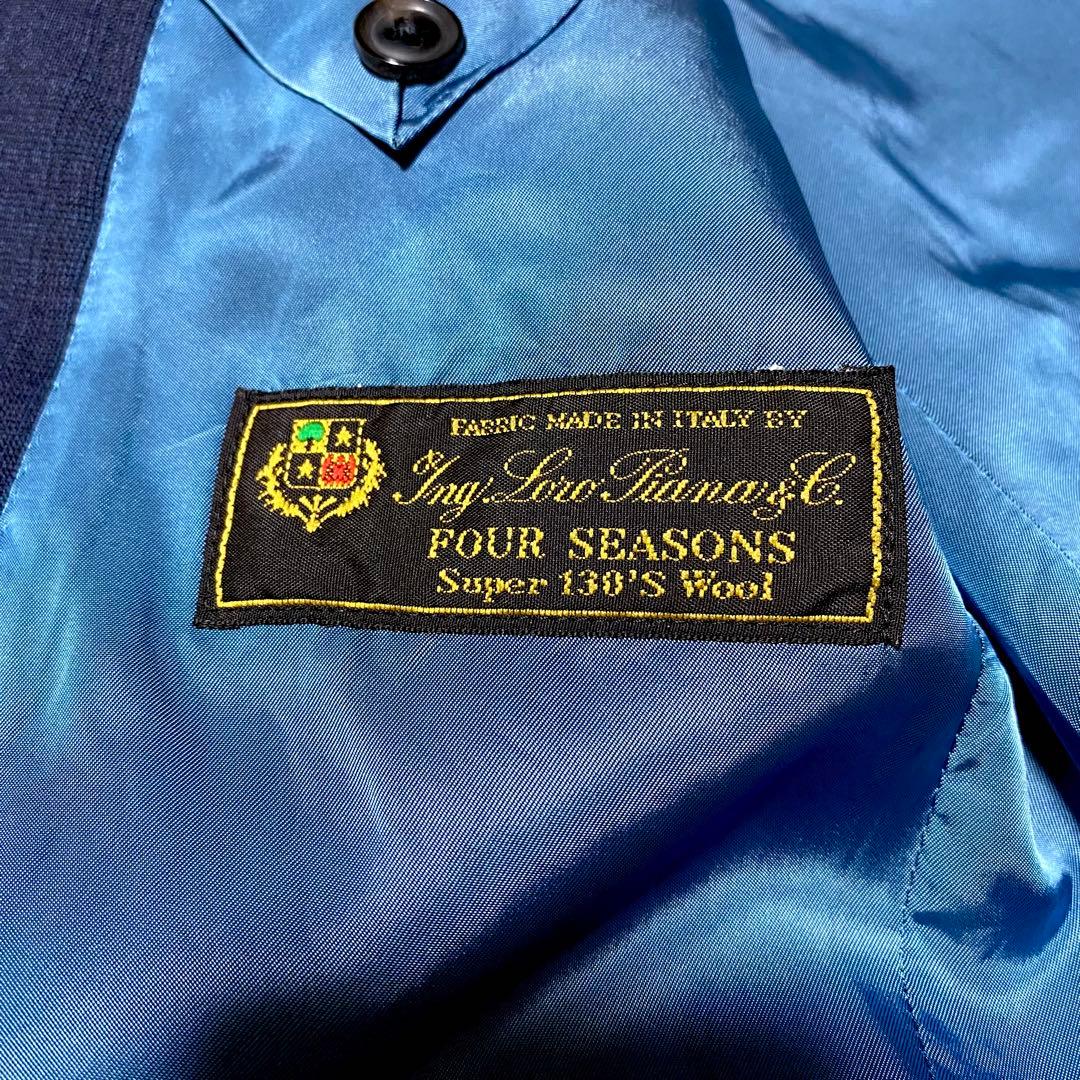 FABRIC MADE IN ITALY BY
Ing. Loro Piana & C.
FOUR SEASONS
Super 130'S Wool